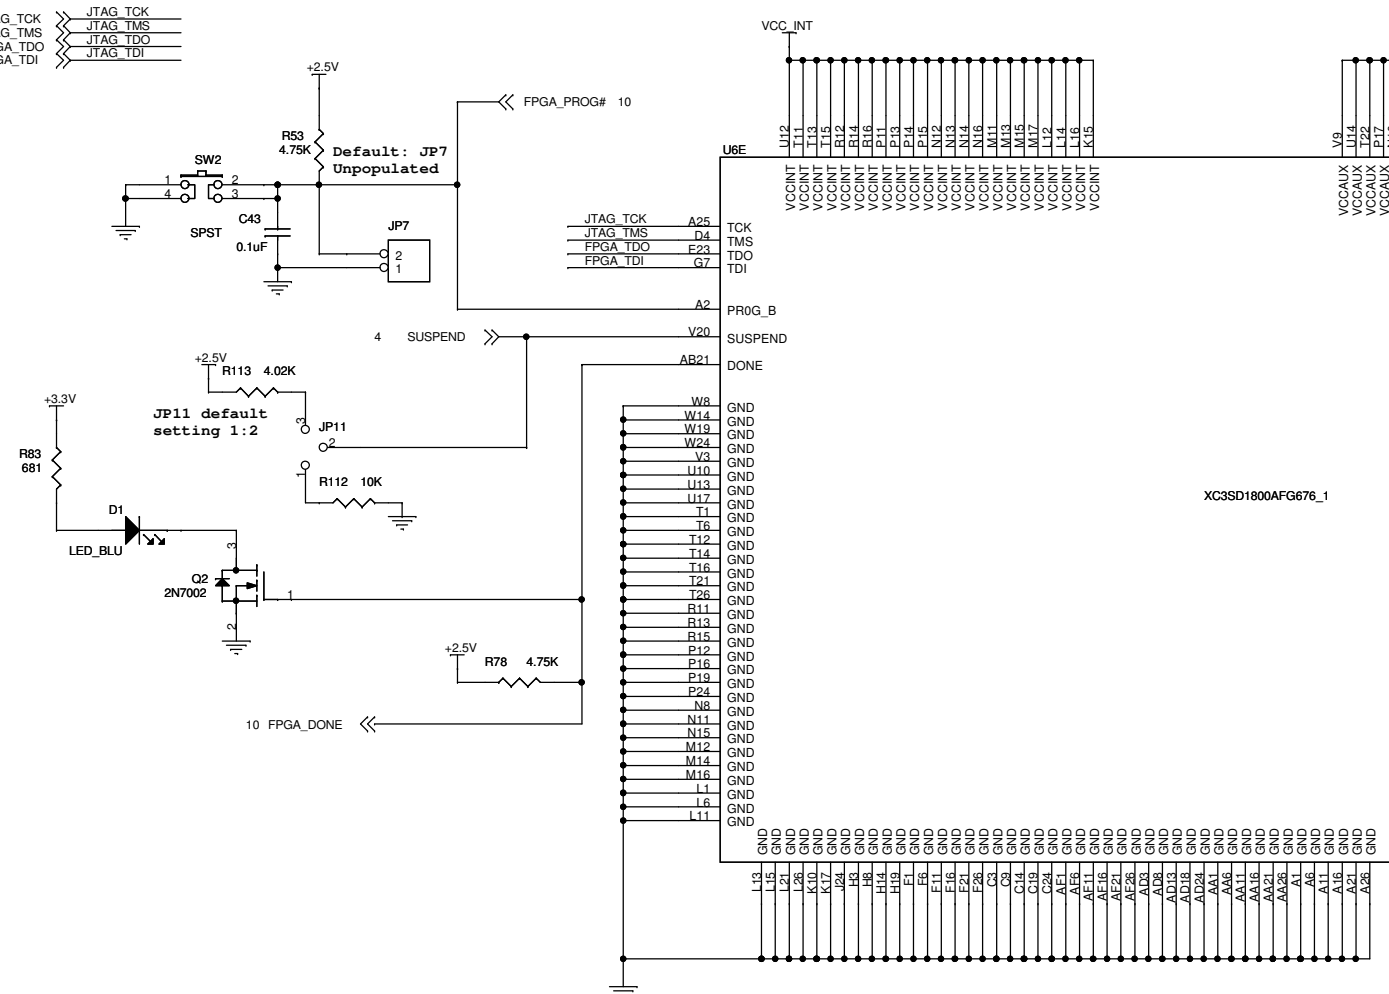 G_TCK JTAG_TCK
G_TMS JTAG_TMS
GA_TDO JTAG_TDO
GA_TDI JTAG_TDI
VCC_INT
+2.5V
FPGA_PROG# 10
R53
4.75K
Default: JP7
Unpopulated
SW2
1 2
4 3
SPST
C43
0.1uF
JP7
2
1
U6E
U12 T11 T13 T15 R12 R14 R16 P11 P13 P14 P15 N12 N13 N14 N16 M11 M13 M15 M17 L12 L14 L16 K15
VCCINT VCCINT VCCINT VCCINT VCCINT VCCINT VCCINT VCCINT VCCINT VCCINT VCCINT VCCINT VCCINT VCCINT VCCINT VCCINT VCCINT VCCINT VCCINT VCCINT VCCINT VCCINT VCCINT
V9 U14 T22 P17
VCCAUX VCCAUX VCCAUX VCCAUX
JTAG_TCK A25 TCK
JTAG_TMS D4 TMS
FPGA_TDO E23 TDO
FPGA_TDI G7 TDI
A2 PR0G_B
4 SUSPEND V20 SUSPEND
AB21 DONE
+2.5V
R113 4.02K
JP11 default
setting 1:2
3
JP11
2
1
R112 10K
+3.3V
R83
681
D1
LED_BLU
3
Q2
2N7002
1
2
+2.5V
R78 4.75K
10 FPGA_DONE
W8 GND
W14 GND
W19 GND
W24 GND
V3 GND
U10 GND
U13 GND
U17 GND
T1 GND
T6 GND
T12 GND
T14 GND
T16 GND
T21 GND
T26 GND
R11 GND
R13 GND
R15 GND
P12 GND
P16 GND
P19 GND
P24 GND
N8 GND
N11 GND
N15 GND
M12 GND
M14 GND
M16 GND
L1 GND
L6 GND
L11 GND
XC3SD1800AFG676_1
GND GND GND GND GND GND GND GND GND GND GND GND GND GND GND GND GND GND GND GND GND GND GND GND GND GND GND GND GND GND GND GND GND GND GND GND GND GND GND GND GND GND GND GND GND
L13 L15 L21 L26 K10 K17 J24 H3 H8 H14 H19 F1 F6 F11 F16 F21 F26 C3 C9 C14 C19 C24 AF1 AF6 AF11 AF16 AF21 AF26 AD3 AD8 AD13 AD18 AD24 AA1 AA6 AA11 AA16 AA21 AA26 A1 A6 A11 A16 A21 A26